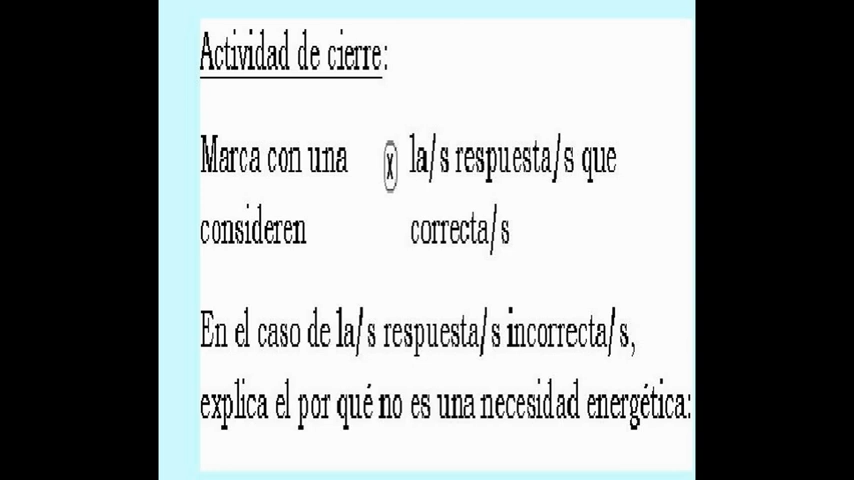 Actividad de cierre:
Marca con una x la/s respuesta/s que
consideren correcta/s
En el caso de la/s respuesta/s incorrecta/s,
explica el por qué no es una necesidad energética: